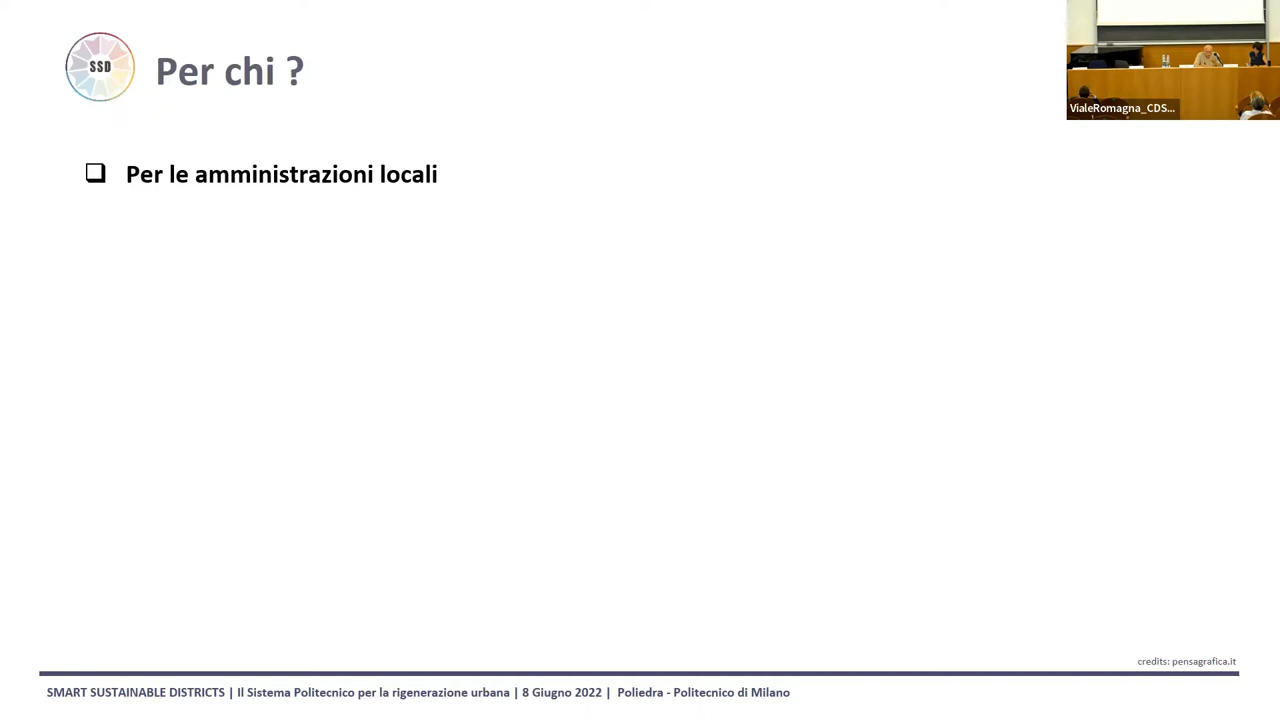 SSD
Per chi ?
VialeRomagna_CDS...
❑ Per le amministrazioni locali
credits: pensagrafica.it
SMART SUSTAINABLE DISTRICTS | Il Sistema Politecnico per la rigenerazione urbana | 8 Giugno 2022 | Poliedra - Politecnico di Milano